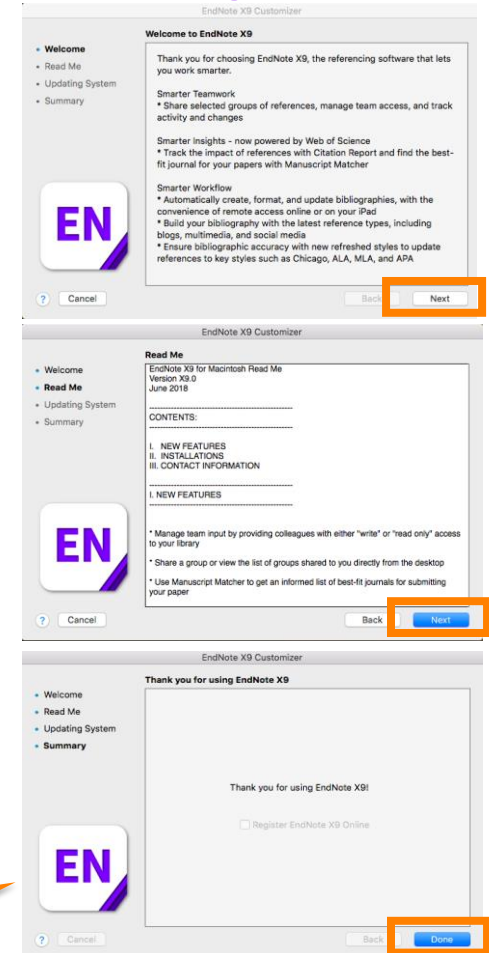 EndNote X9 Customizer
Welcome to EndNote X9
• Welcome
• Read Me
• Updating System
• Summary
Thank you for choosing EndNote X9, the referencing software that lets
you work smarter.
Smarter Teamwork
* Share selected groups of references, manage team access, and track
activity and changes
Smarter Insights - now powered by Web of Science
* Track the impact of references with Citation Report and find the best-
fit journal for your papers with Manuscript Matcher
Smarter Workflow
* Automatically create, format, and update bibliographies, with the
convenience of remote access online or on your iPad
* Build your bibliography with the latest reference types, including
blogs, multimedia, and social media
* Ensure bibliographic accuracy with new refreshed styles to update
references to key styles such as Chicago, ALA, MLA, and APA
EN
? Cancel Back Next
EndNote X9 Customizer
Read Me
• Welcome
• Read Me
• Updating System
• Summary
EndNote X9 for Macintosh Read Me
Version X9.0
June 2018
------------------------------------------------
CONTENTS:
------------------------------------------------
I. NEW FEATURES
II. INSTALLATIONS
III. CONTACT INFORMATION
------------------------------------------------
I. NEW FEATURES
------------------------------------------------
* Manage team input by providing colleagues with either "write" or "read only" access
to your library
* Share a group or view the list of groups shared to you directly from the desktop
* Use Manuscript Matcher to get an informed list of best-fit journals for submitting
your paper
EN
? Cancel Back Next
EndNote X9 Customizer
Thank you for using EndNote X9
• Welcome
• Read Me
• Updating System
• Summary
Thank you for using EndNote X9!
Register EndNote X9 Online
EN
? Cancel Back Done